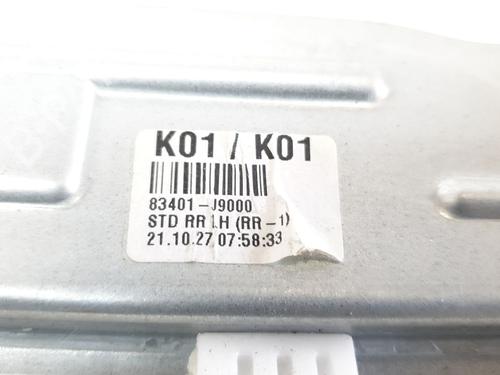 K01 / K01
83401-J9000
STD RR LH (RR-1)
21.10.27 07:58:33